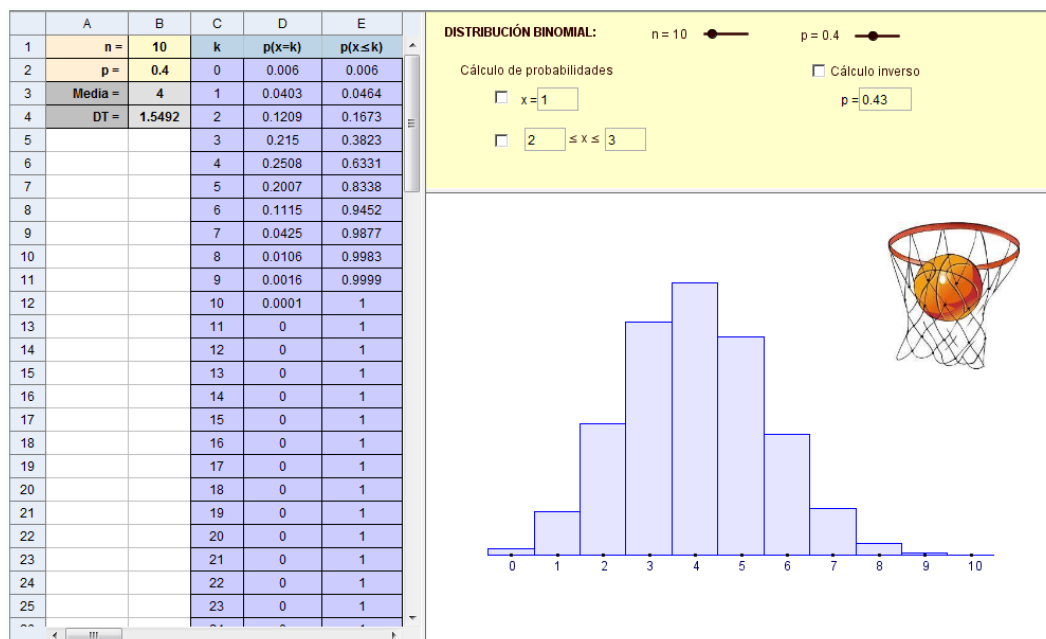 A B C D E
1 n = 10 k p(x=k) p(x≤k)
2 p = 0.4 0 0.006 0.006
3 Media = 4 1 0.0403 0.0464
4 DT = 1.5492 2 0.1209 0.1673
5 3 0.215 0.3823
6 4 0.2508 0.6331
7 5 0.2007 0.8338
8 6 0.1115 0.9452
9 7 0.0425 0.9877
10 8 0.0106 0.9983
11 9 0.0016 0.9999
12 10 0.0001 1
13 11 0 1
14 12 0 1
15 13 0 1
16 14 0 1
17 15 0 1
18 16 0 1
19 17 0 1
20 18 0 1
21 19 0 1
22 20 0 1
23 21 0 1
24 22 0 1
25 23 0 1
DISTRIBUCIÓN BINOMIAL: n = 10 p = 0.4
Cálculo de probabilidades Cálculo inverso
x = 1 p = 0.43
2 ≤ x ≤ 3
0 1 2 3 4 5 6 7 8 9 10